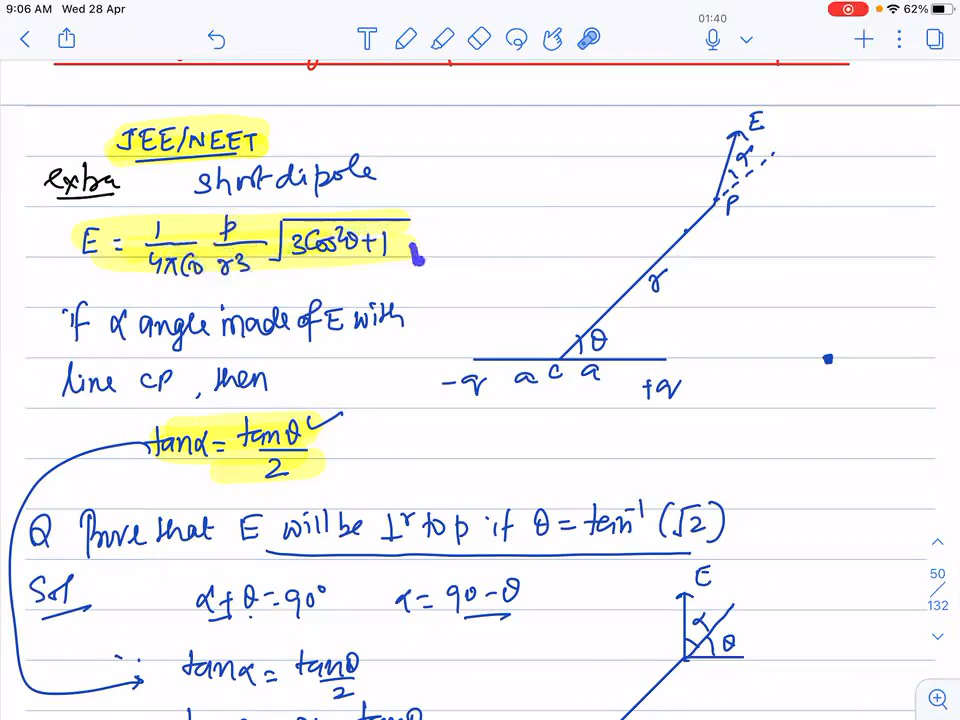 9:06 AM Wed 28 Apr
62%
01:40
JEE/NEET
extra short dipole
E = 1/4πϵ0 p/r3 √3Cos²θ+1
E
α
P
r
θ
-q a c a +q
if α angle made of E with
line CP, then
tanα = tanθ/2
Q Prove that E will be ⊥r to p if θ = tan⁻¹ (√2)
Sol
α + θ = 90° α = 90 - θ
E
α
θ
∴ tanα = tanθ/2
50
/
132